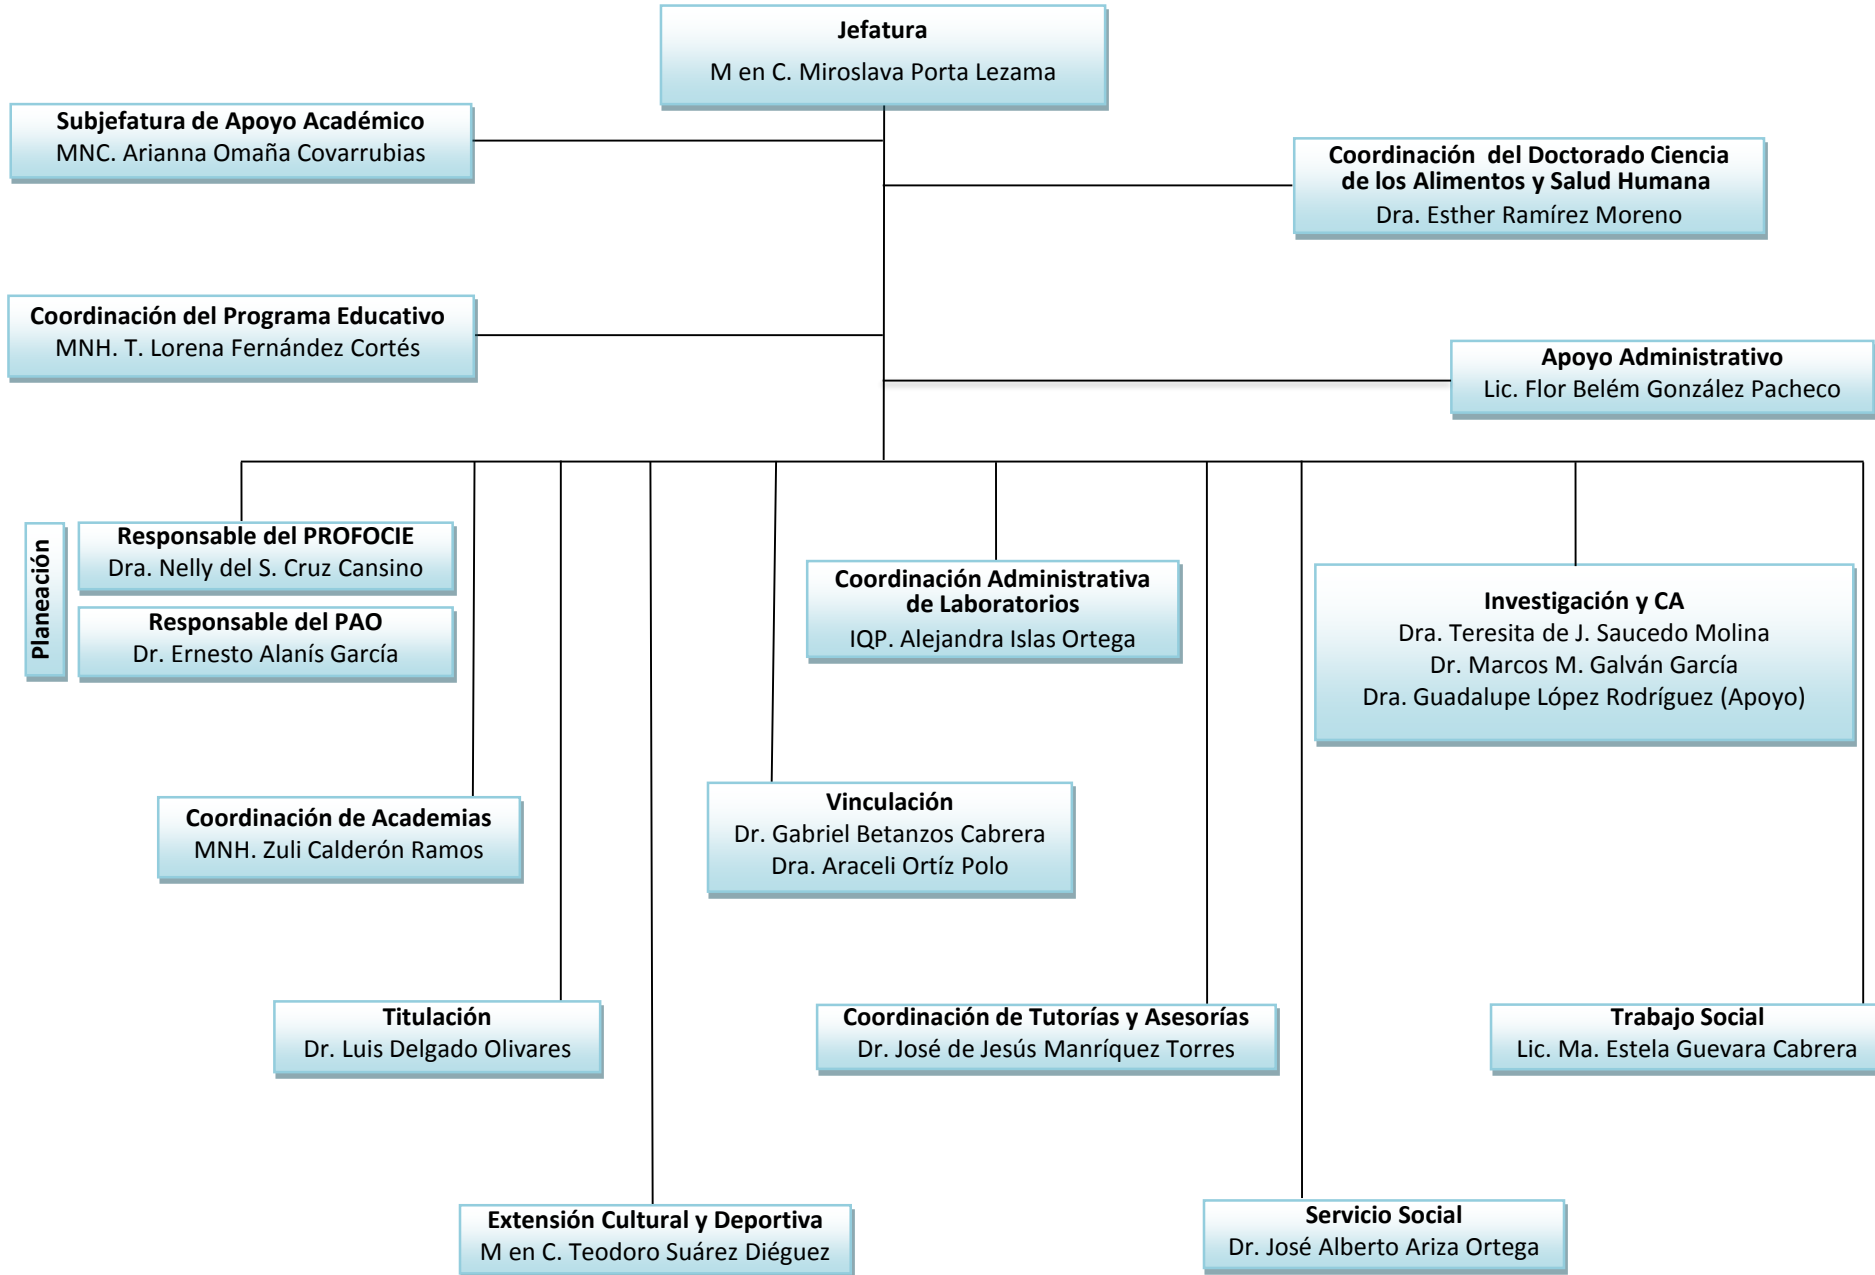 Jefatura
M en C. Miroslava Porta Lezama
Subjefatura de Apoyo Académico
MNC. Arianna Omaña Covarrubias
Coordinación del Doctorado Ciencia
de los Alimentos y Salud Humana
Dra. Esther Ramírez Moreno
Coordinación del Programa Educativo
MNH. T. Lorena Fernández Cortés
Apoyo Administrativo
Lic. Flor Belém González Pacheco
Planeación
Responsable del PROFOCIE
Dra. Nelly del S. Cruz Cansino
Responsable del PAO
Dr. Ernesto Alanís García
Coordinación Administrativa
de Laboratorios
IQP. Alejandra Islas Ortega
Investigación y CA
Dra. Teresita de J. Saucedo Molina
Dr. Marcos M. Galván García
Dra. Guadalupe López Rodríguez (Apoyo)
Coordinación de Academias
MNH. Zuli Calderón Ramos
Vinculación
Dr. Gabriel Betanzos Cabrera
Dra. Araceli Ortíz Polo
Titulación
Dr. Luis Delgado Olivares
Coordinación de Tutorías y Asesorías
Dr. José de Jesús Manríquez Torres
Trabajo Social
Lic. Ma. Estela Guevara Cabrera
Extensión Cultural y Deportiva
M en C. Teodoro Suárez Diéguez
Servicio Social
Dr. José Alberto Ariza Ortega